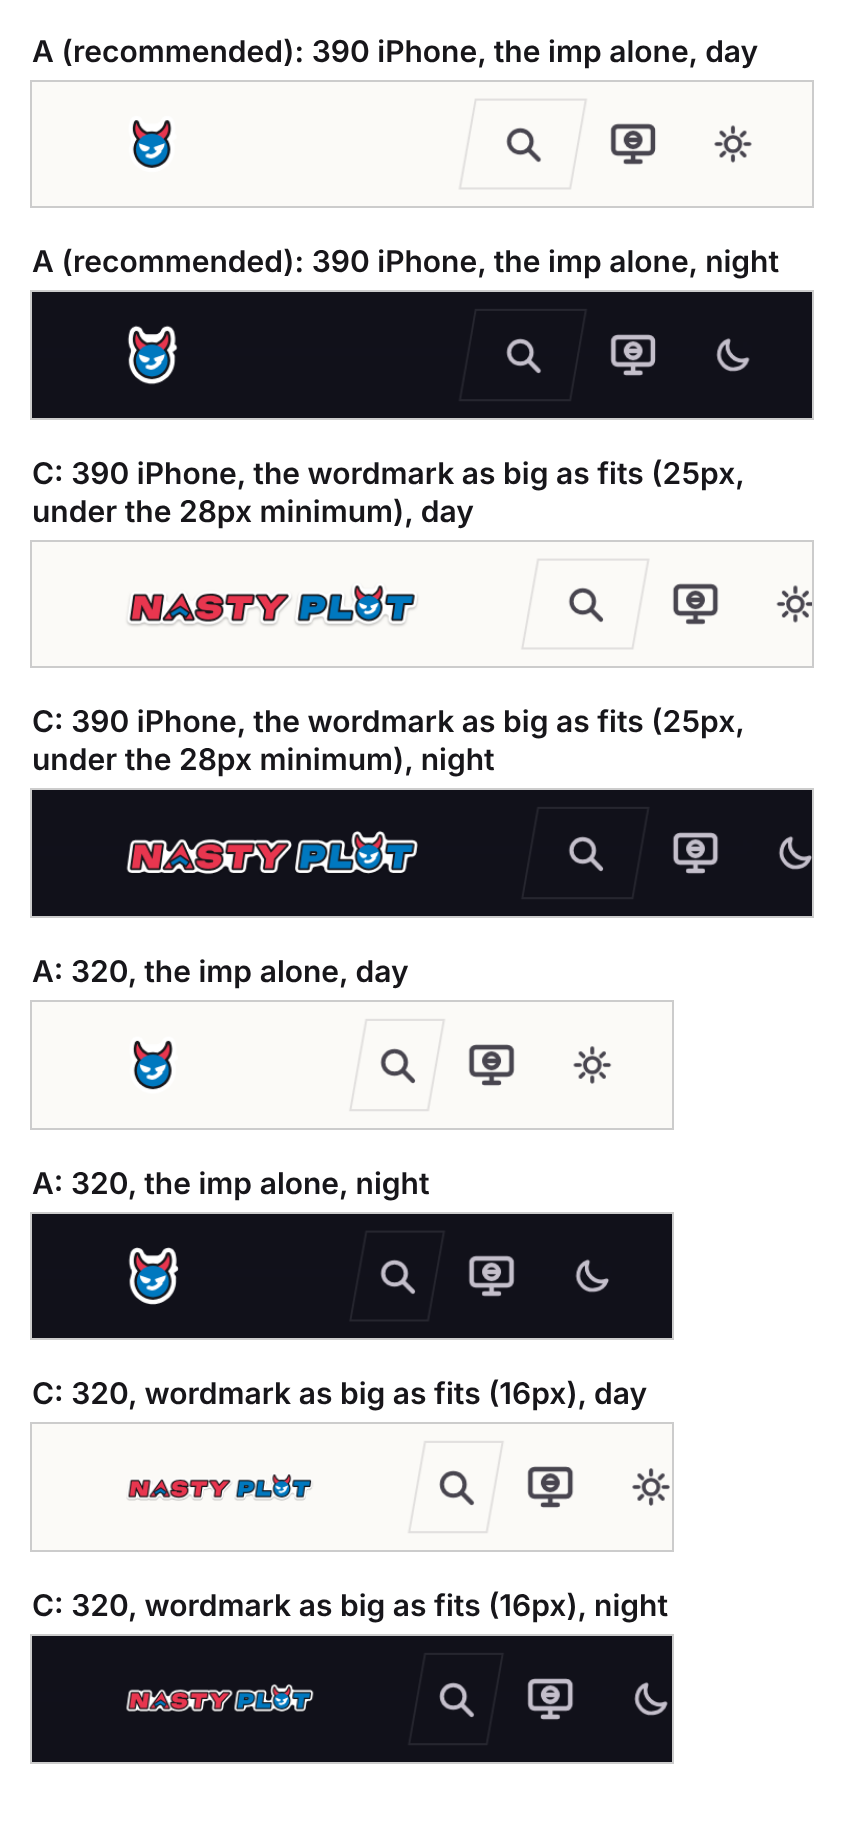 A (recommended): 390 iPhone, the imp alone, day
A (recommended): 390 iPhone, the imp alone, night
C: 390 iPhone, the wordmark as big as fits (25px,
under the 28px minimum), day
NASTY PLOT
C: 390 iPhone, the wordmark as big as fits (25px,
under the 28px minimum), night
NASTY PLOT
A: 320, the imp alone, day
A: 320, the imp alone, night
C: 320, wordmark as big as fits (16px), day
NASTY PLOT
C: 320, wordmark as big as fits (16px), night
NASTY PLOT